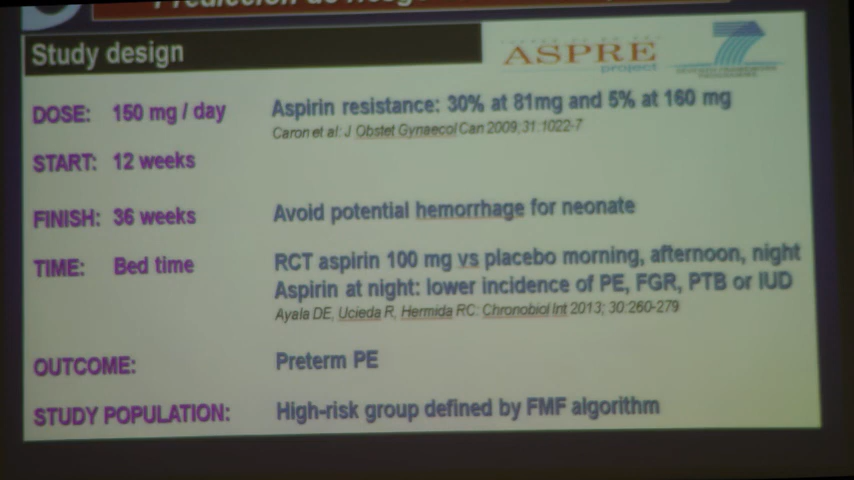 Study design
ASPRE
project
7
DOSE: 150 mg / day
Aspirin resistance: 30% at 81mg and 5% at 160 mg
Caron et al: J Obstet Gynaecol Can 2009;31:1022-7
START: 12 weeks
FINISH: 36 weeks
Avoid potential hemorrhage for neonate
TIME: Bed time
RCT aspirin 100 mg vs placebo morning, afternoon, night
Aspirin at night: lower incidence of PE, FGR, PTB or IUD
Ayala DE, Ucieda R, Hermida RC: Chronobiol Int 2013; 30:260-279
OUTCOME:
Preterm PE
STUDY POPULATION:
High-risk group defined by FMF algorithm